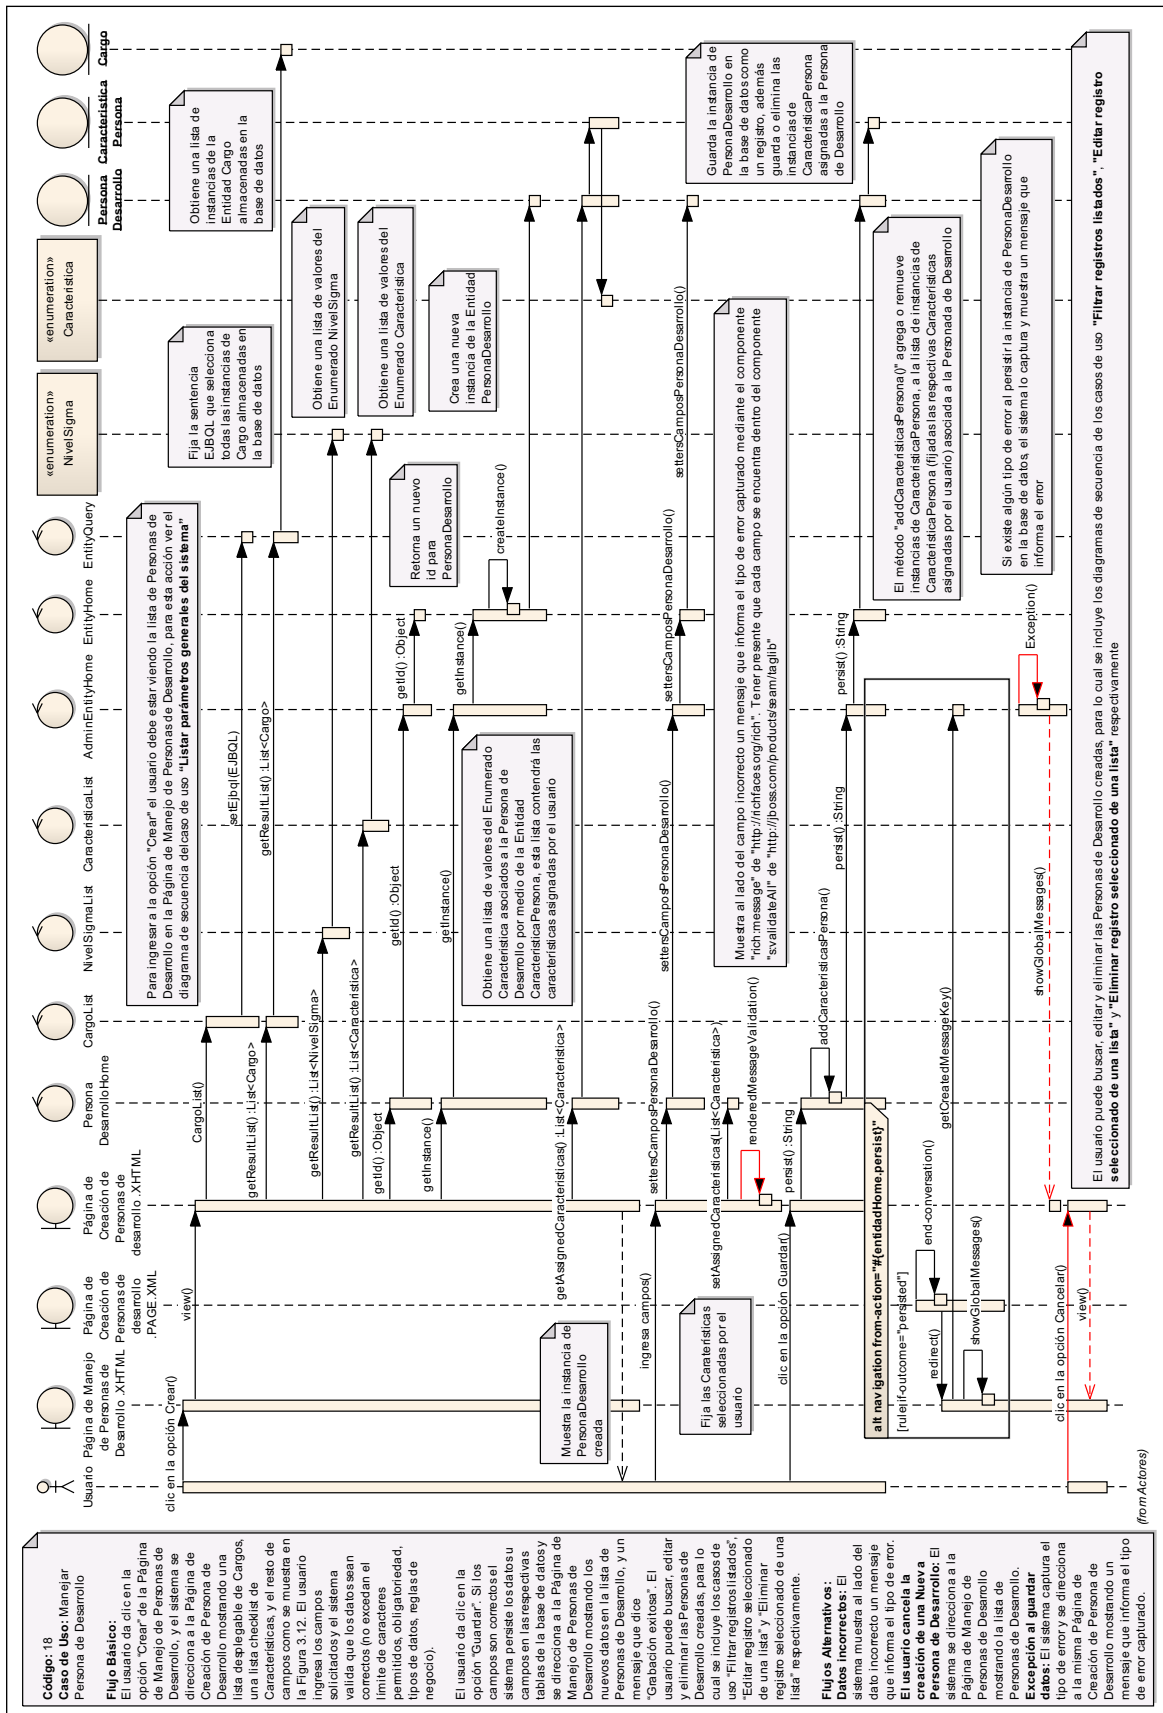 Código: 18
Caso de Uso: Manejar
Persona de Desarrollo
Flujo Básico:
El usuario da clic en la
opción "Crear" de la Página
de Manejo de Personas de
Desarrollo, y el sistema se
direcciona a la Página de
Creación de Persona de
Desarrollo mostrando una
lista desplegable de Cargos,
una lista checklist de
Características, y el resto de
campos como se muestra en
la Figura 3.12. El usuario
ingresa los campos
solicitados y el sistema
valida que los datos sean
correctos (no excedan el
límite de caracteres
permitidos, obligatoriedad,
tipos de datos, reglas de
negocio).
El usuario da clic en la
opción "Guardar". Si los
campos son correctos el
sistema persiste los datos u
campos en las respectivas
tablas de la base de datos y
se direcciona a la Página de
Manejo de Personas de
Desarrollo mostrando los
nuevos datos en la lista de
Personas de Desarrollo, y un
mensaje que dice
"Grabación exitosa". El
usuario puede buscar, editar
y eliminar las Personas de
Desarrollo creadas, para lo
cual se incluye los casos de
uso "Filtrar registros listados",
"Editar registro seleccionado
de una lista" y "Eliminar
registro seleccionado de una
lista" respectivamente.
Flujos Alternativos:
Datos incorrectos: El
sistema muestra al lado del
dato incorrecto un mensaje
que informa el tipo de error.
El usuario cancela la
creación de una Nueva
Persona de Desarrollo: El
sistema se direcciona a la
Página de Manejo de
Personas de Desarrollo
mostrando la lista de
Personas de Desarrollo.
Excepción al guardar
datos: El sistema captura el
tipo de error y se direcciona
a la misma Página de
Creación de Personas de
Desarrollo mostrando un
mensaje que informa el tipo
de error capturado.
Usuario
(from Actores)
Página de Manejo
de Personas de
Desarrollo .XHTML
Página de
Creación de
Personas de
desarrollo
.PAGE.XML
Página de
Creación de
Personas de
desarrollo .XHTML
Persona
DesarrolloHome
CargoList
NivelSigmaList
CaracteristicaList
AdminEntityHome
EntityHome
EntityQuery
«enumeration»
NivelSigma
«enumeration»
Característica
Persona
Desarrollo
Caracteristica
Persona
Cargo
Para ingresar a la opción "Crear" el usuario debe estar viendo la lista de Personas de
Desarrollo en la Página de Manejo de Personas de Desarrollo, para esta acción ver el
diagrama de secuencia del caso de uso "Listar parámetros generales del sistema"
Fija la sentencia
EJBQL que selecciona
todas las instancias de
Cargo almacenadas en
la base de datos
Obtiene una lista de
instancias de la
Entidad Cargo
almacenadas en la
base de datos
clic en la opción Crear()
view()
CargoList()
setEjbql(EJBQL)
getResultList() :List<Cargo>
getResultList() :List<Cargo>
Obtiene una lista de valores del
Enumerado NivelSigma
getResultList() :List<NivelSigma>
Obtiene una lista de valores del
Enumerado Característica
getResultList() :List<Característica>
getId() :Object
getId() :Object
getId() :Object
Retorna un nuevo
id para
PersonaDesarrollo
Crea una nueva
instancia de la Entidad
PersonaDesarrollo
getInstance()
getInstance()
getInstance()
createInstance()
Obtiene una lista de valores del Enumerado
Característica asociados a la Persona de
Desarrollo por medio de la Entidad
CaracterísticaPersona, esta lista contendrá las
características asignadas por el usuario
getAssignedCaracteristicas() :List<Caracteristica>
Muestra la instancia de
PersonaDesarrollo
creada
ingresa campos()
settersCamposPersonaDesarrollo()
settersCamposPersonaDesarrollo()
settersCamposPersonaDesarrollo()
settersCamposPersonaDesarrollo()
Fija las Caraterísticas
seleccionadas por el
usuario
setAssignedCaracteristicas(List<Caracteristica>)
renderedMessageValidation()
Muestra al lado del campo incorrecto un mensaje que informa el tipo de error capturado mediante el componente
"rich:message" de "http://richfaces.org/rich". Tener presente que cada campo se encuentra dentro del componente
"s:validateAll" de "http://jboss.com/products/seam/taglib"
Guarda la instancia de
PersonaDesarrollo en
la base de datos como
un registro, además
guarda o elimina las
instancias de
CaracterísticaPersona
asignadas a la Persona
de Desarrollo
clic en la opción Guardar()
persist() :String
addCaracteristicasPersona()
persist() :String
persist() :String
El método "addCaracterísticasPersona()" agrega o remueve
instancias de CaracterísticaPersona, a la lista de instancias de
CaracterísticaPersona (fijadas las respectivas Características
asignadas por el usuario) asociada a la Personada de Desarrollo
alt navigation from-action="#{entidadHome.persist}"
[rule if-outcome="persisted"]
end-conversation()
redirect()
getCreatedMessageKey()
showGlobalMessages()
Si existe algún tipo de error al persistir la instancia de PersonaDesarrollo
en la base de datos, el sistema lo captura y muestra un mensaje que
informa el error
Exception()
showGlobalMessages()
clic en la opción Cancelar()
view()
El usuario puede buscar, editar y eliminar las Personas de Desarrollo creadas, para lo cual se incluye los diagramas de secuencia de los casos de uso "Filtrar registros listados", "Editar registro
seleccionado de una lista" y "Eliminar registro seleccionado de una lista" respectivamente